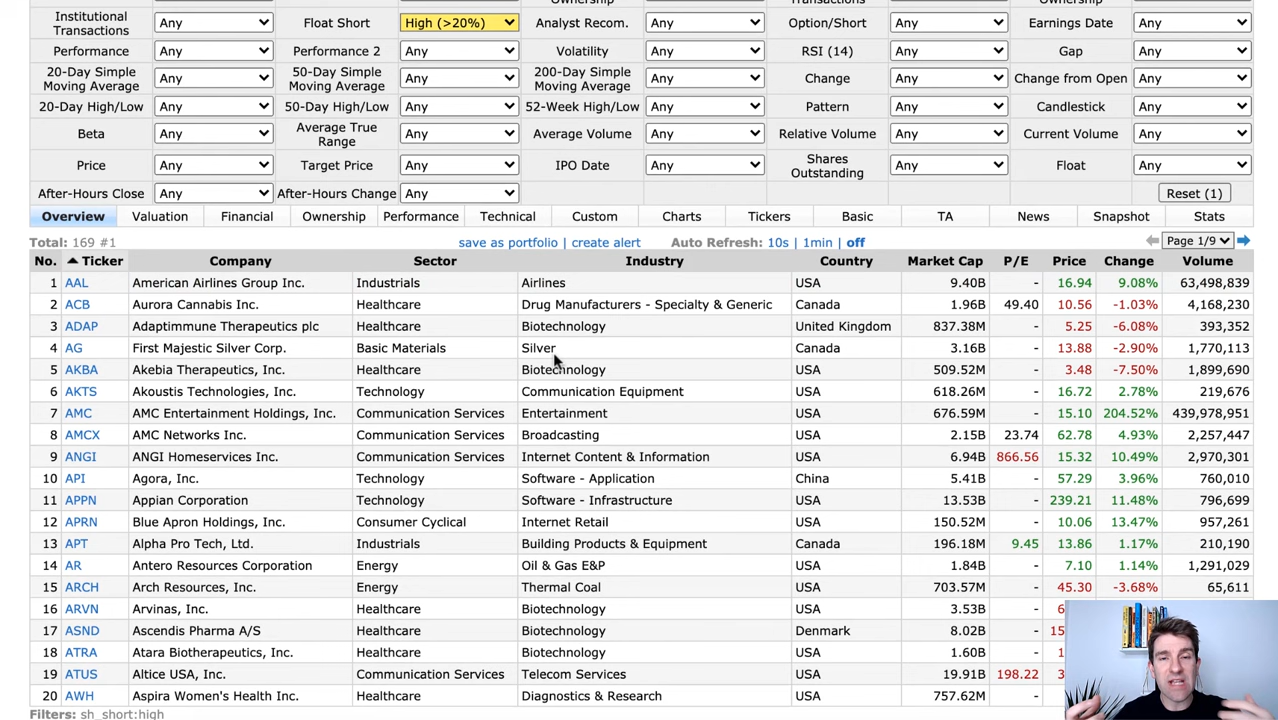 Ownership Transactions Ownership
Institutional Transactions Any Float Short High (>20%) Analyst Recom. Any Option/Short Any Earnings Date Any
Performance Any Performance 2 Any Volatility Any RSI (14) Any Gap Any
20-Day Simple Moving Average Any 50-Day Simple Moving Average Any 200-Day Simple Moving Average Any Change Any Change from Open Any
20-Day High/Low Any 50-Day High/Low Any 52-Week High/Low Any Pattern Any Candlestick Any
Beta Any Average True Range Any Average Volume Any Relative Volume Any Current Volume Any
Price Any Target Price Any IPO Date Any Shares Outstanding Any Float Any
After-Hours Close Any After-Hours Change Any Reset (1)
Overview Valuation Financial Ownership Performance Technical Custom Charts Tickers Basic TA News Snapshot Stats
Total: 169 #1 save as portfolio | create alert Auto Refresh: 10s | 1min | off Page 1/9
No. Ticker Company Sector Industry Country Market Cap P/E Price Change Volume
1 AAL American Airlines Group Inc. Industrials Airlines USA 9.40B - 16.94 9.08% 63,498,839
2 ACB Aurora Cannabis Inc. Healthcare Drug Manufacturers - Specialty & Generic Canada 1.96B 49.40 10.56 -1.03% 4,168,230
3 ADAP Adaptimmune Therapeutics plc Healthcare Biotechnology United Kingdom 837.38M - 5.25 -6.08% 393,352
4 AG First Majestic Silver Corp. Basic Materials Silver Canada 3.16B - 13.88 -2.90% 1,770,113
5 AKBA Akebia Therapeutics, Inc. Healthcare Biotechnology USA 509.52M - 3.48 -7.50% 1,899,690
6 AKTS Akoustis Technologies, Inc. Technology Communication Equipment USA 618.26M - 16.72 2.78% 219,676
7 AMC AMC Entertainment Holdings, Inc. Communication Services Entertainment USA 676.59M - 15.10 204.52% 439,978,951
8 AMCX AMC Networks Inc. Communication Services Broadcasting USA 2.15B 23.74 62.78 4.93% 2,257,447
9 ANGI ANGI Homeservices Inc. Communication Services Internet Content & Information USA 6.94B 866.56 15.32 10.49% 2,970,301
10 API Agora, Inc. Technology Software - Application China 5.41B - 57.29 3.96% 760,010
11 APPN Appian Corporation Technology Software - Infrastructure USA 13.53B - 239.21 11.48% 796,699
12 APRN Blue Apron Holdings, Inc. Consumer Cyclical Internet Retail USA 150.52M - 10.06 13.47% 957,261
13 APT Alpha Pro Tech, Ltd. Industrials Building Products & Equipment Canada 196.18M 9.45 13.86 1.17% 210,190
14 AR Antero Resources Corporation Energy Oil & Gas E&P USA 1.84B - 7.10 1.14% 1,291,029
15 ARCH Arch Resources, Inc. Energy Thermal Coal USA 703.57M - 45.30 -3.68% 65,611
16 ARVN Arvinas, Inc. Healthcare Biotechnology USA 3.53B -
17 ASND Ascendis Pharma A/S Healthcare Biotechnology Denmark 8.02B -
18 ATRA Atara Biotherapeutics, Inc. Healthcare Biotechnology USA 1.60B -
19 ATUS Altice USA, Inc. Communication Services Telecom Services USA 19.91B 198.22
20 AWH Aspira Women's Health Inc. Healthcare Diagnostics & Research USA 757.62M -
Filters: sh_short:high